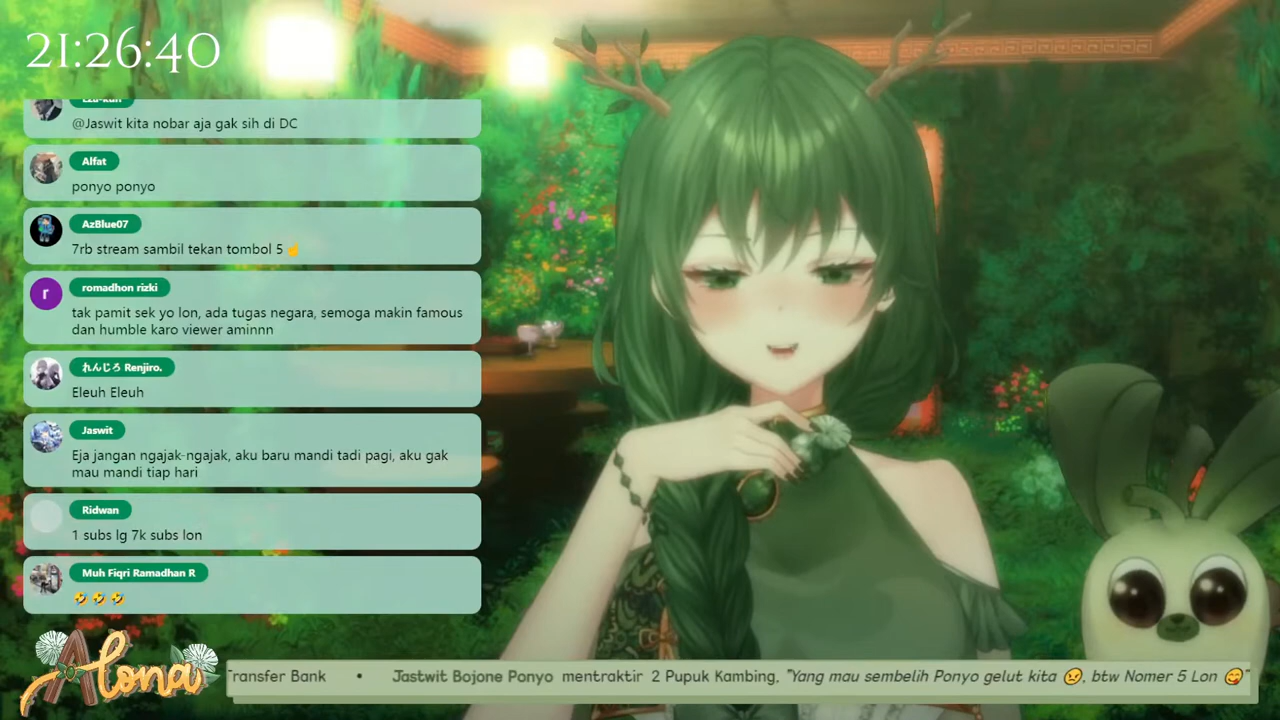 21:26:40
Eza-kun
@Jaswit kita nobar aja gak sih di DC
Alfat
ponyo ponyo
AzBlue07
7rb stream sambil tekan tombol 5 ☝
r
romadhon rizki
tak pamit sek yo lon, ada tugas negara, semoga makin famous
dan humble karo viewer aminnn
れんじろ Renjiro.
Eleuh Eleuh
Jaswit
Eja jangan ngajak-ngajak, aku baru mandi tadi pagi, aku gak
mau mandi tiap hari
Ridwan
1 subs lg 7k subs lon
Muh Fiqri Ramadhan R
🤣🤣🤣
Alona
ransfer Bank • Jastwit Bojone Ponyo mentraktir 2 Pupuk Kambing, "Yang mau sembelih Ponyo gelut kita 😠, btw Nomer 5 Lon 😋"